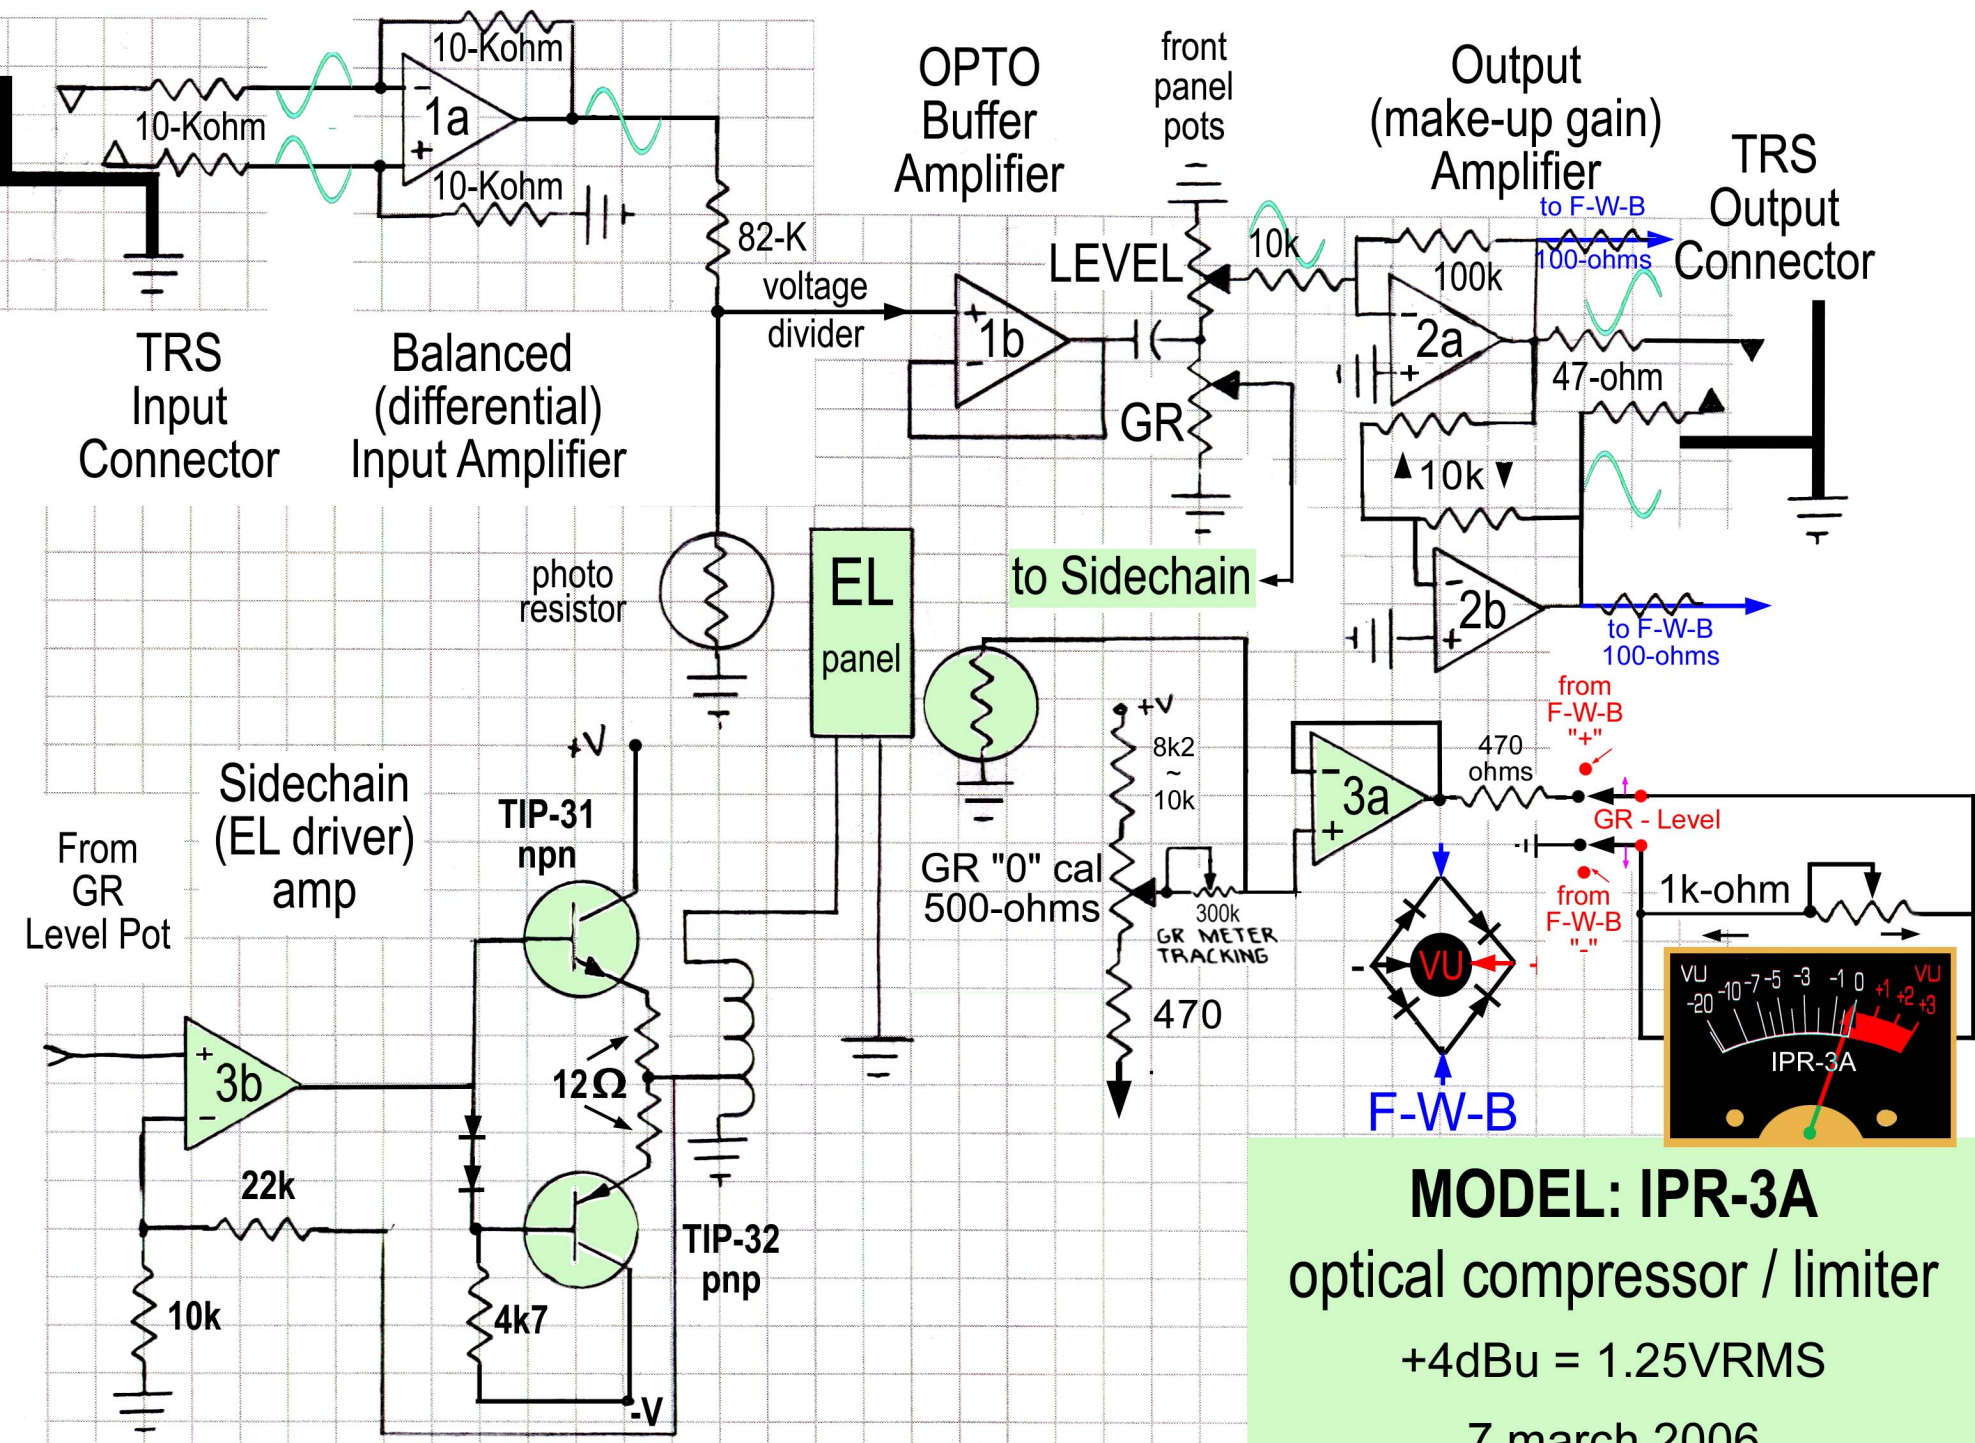 10-Kohm
10-Kohm
1a
-
+
10-Kohm
82-K
TRS
Input
Connector
Balanced
(differential)
Input Amplifier
voltage
divider
OPTO
Buffer
Amplifier
+
1b
-
front
panel
pots
LEVEL
GR
10k
Output
(make-up gain)
Amplifier
to F-W-B
100-ohms
100k
-
2a
+
47-ohm
TRS
Output
Connector
10k
-
2b
+
to F-W-B
100-ohms
to Sidechain
photo
resistor
EL
panel
+V
8k2
~
10k
GR "0" cal
500-ohms
300k
GR METER
TRACKING
470
-
3a
+
470
ohms
from
F-W-B
"+"
GR - Level
from
F-W-B
"-"
1k-ohm
-
VU
-
F-W-B
VU
-20
-10
-7
-5
-3
-1
0
+1
+2
+3
VU
IPR-3A
Sidechain
(EL driver)
amp
From
GR
Level Pot
+V
TIP-31
npn
+
3b
-
12Ω
22k
10k
4k7
TIP-32
pnp
-V
MODEL: IPR-3A
optical compressor / limiter
+4dBu = 1.25VRMS
7 march 2006